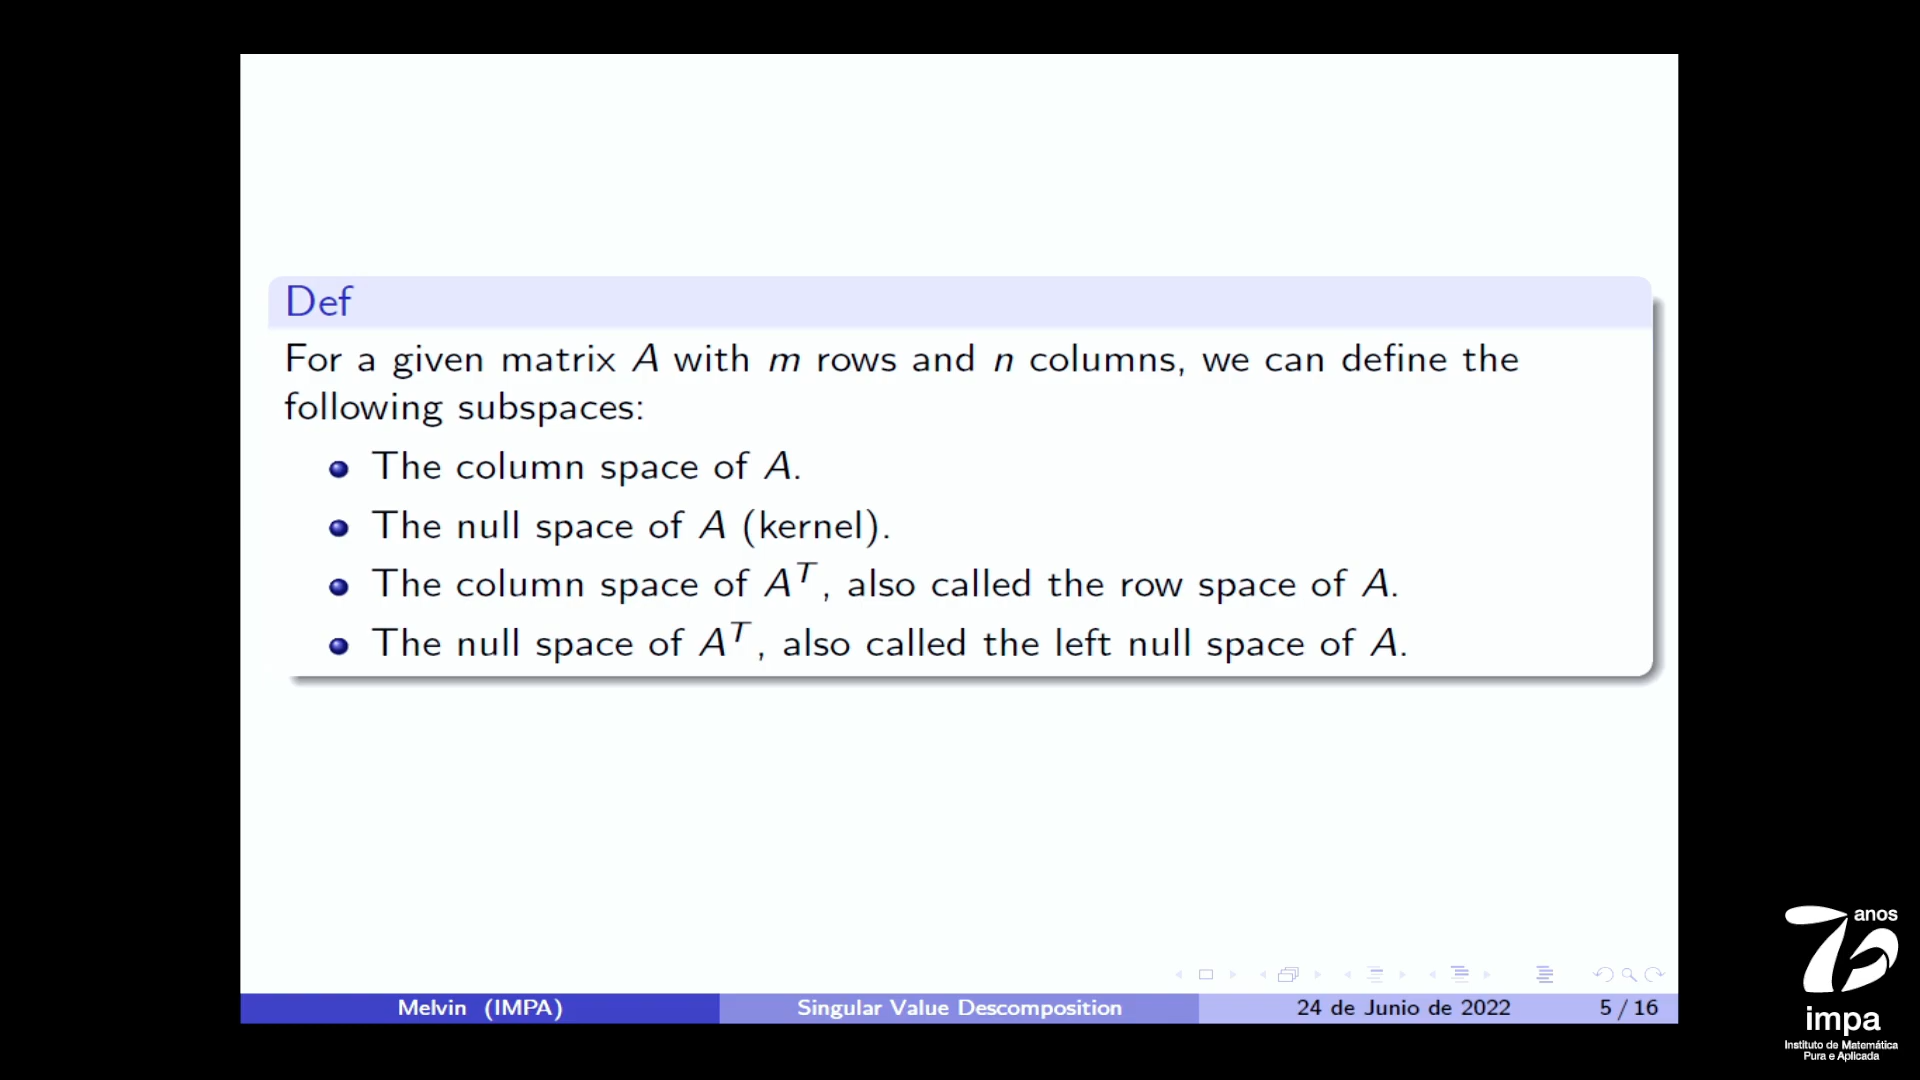 Def
For a given matrix A with m rows and n columns, we can define the
following subspaces:
The column space of A.
The null space of A (kernel).
The column space of A^T, also called the row space of A.
The null space of A^T, also called the left null space of A.
Melvin (IMPA) Singular Value Descomposition 24 de Junio de 2022 5 / 16
70 anos
impa
Instituto de Matemática
Pura e Aplicada